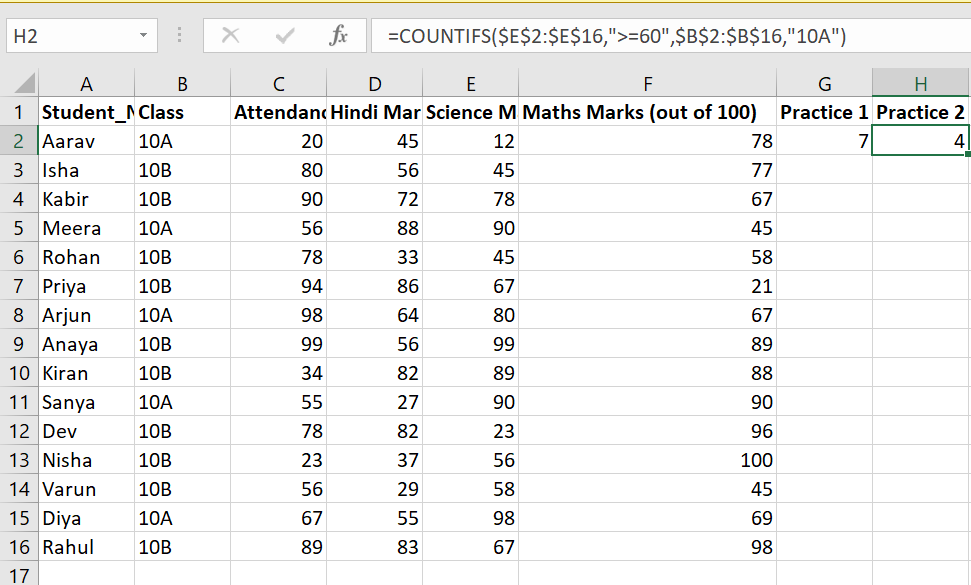 H2 fx =COUNTIFS($E$2:$E$16,">=60",$B$2:$B$16,"10A")
A B C D E F G H
1 Student_N Class Attendanc Hindi Mar Science M Maths Marks (out of 100) Practice 1 Practice 2
2 Aarav 10A 20 45 12 78 7 4
3 Isha 10B 80 56 45 77
4 Kabir 10B 90 72 78 67
5 Meera 10A 56 88 90 45
6 Rohan 10B 78 33 45 58
7 Priya 10B 94 86 67 21
8 Arjun 10A 98 64 80 67
9 Anaya 10B 99 56 99 89
10 Kiran 10B 34 82 89 88
11 Sanya 10A 55 27 90 90
12 Dev 10B 78 82 23 96
13 Nisha 10B 23 37 56 100
14 Varun 10B 56 29 58 45
15 Diya 10A 67 55 98 69
16 Rahul 10B 89 83 67 98
17